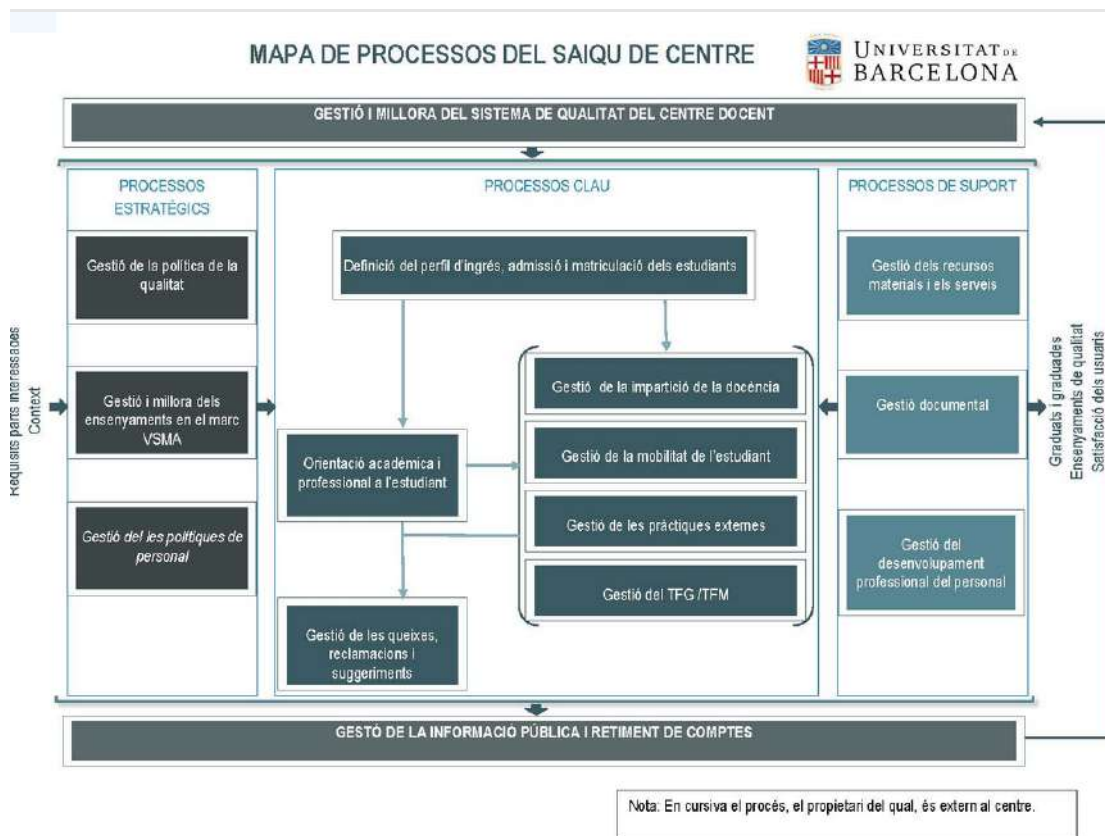 MAPA DE PROCESSOS DEL SAIQU DE CENTRE
UNIVERSITAT DE
BARCELONA
GESTIÓ I MILLORA DEL SISTEMA DE QUALITAT DEL CENTRE DOCENT
PROCESSOS
ESTRATÉGICS
Gestió de la política de la
qualitat
Gestió i millora dels
ensenyaments en el marc
VSMA
Gestió del les polítiques de
personal
Requisits parts interessades
Context
PROCESSOS CLAU
Definició del perfil d'ingrés, admissió i matriculació dels estudiants
Orientació acadèmica i
professional a l'estudiant
Gestió de les queixes,
reclamacions i
suggeriments
Gestió de la impartició de la docència
Gestió de la mobilitat de l'estudiant
Gestió de les pràctiques externes
Gestió del TFG /TFM
PROCESSOS DE SUPORT
Gestió dels recursos
materials i els serveis
Gestió documental
Gestió del
desenvolupament
professional del personal
Graduats i graduades
Ensenyaments de qualitat
Satisfacció dels usuaris
GESTÓ DE LA INFORMACIÓ PÚBLICA I RETIMENT DE COMPTES
Nota: En cursiva el procés, el propietari del qual, és extern al centre.